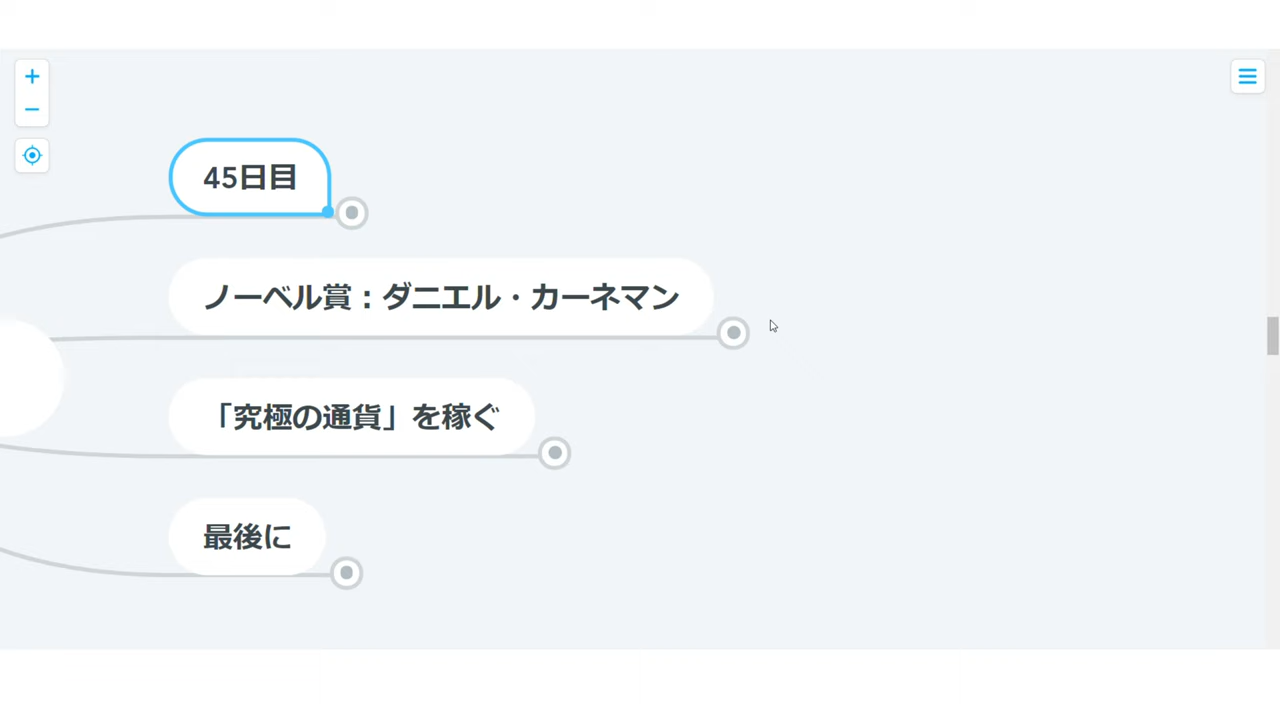 45日目
ノーベル賞：ダニエル・カーネマン
「究極の通貨」を稼ぐ
最後に